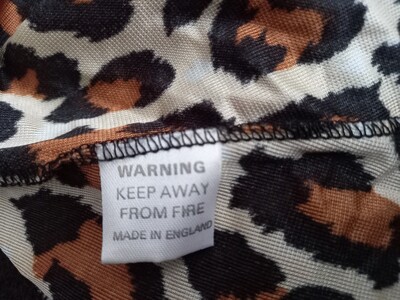 WARNING
KEEP AWAY
FROM FIRE
MADE IN ENGLAND